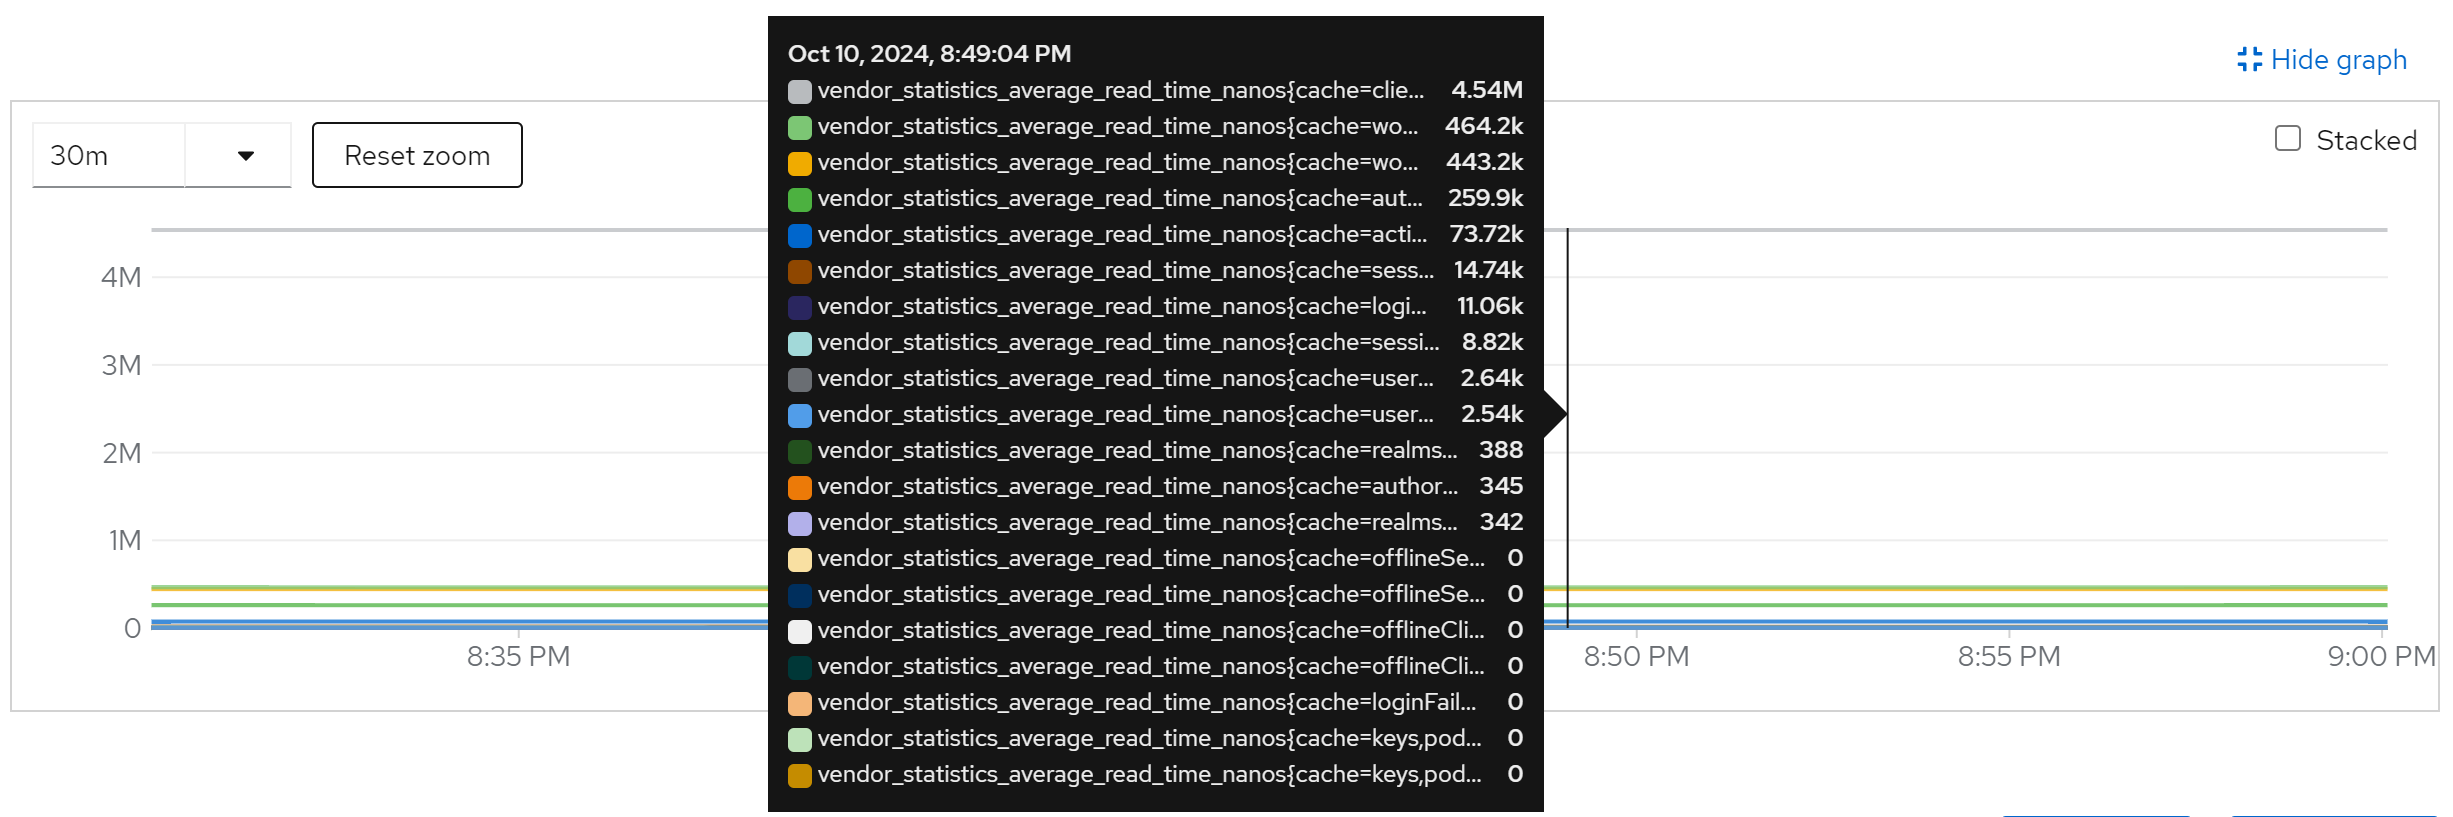 Oct 10, 2024, 8:49:04 PM
Hide graph
vendor_statistics_average_read_time_nanos{cache=clie... 4.54M
30m
Reset zoom
vendor_statistics_average_read_time_nanos{cache=wo... 464.2k
Stacked
vendor_statistics_average_read_time_nanos{cache=wo... 443.2k
vendor_statistics_average_read_time_nanos{cache=aut... 259.9k
vendor_statistics_average_read_time_nanos{cache=acti... 73.72k
vendor_statistics_average_read_time_nanos{cache=sess... 14.74k
vendor_statistics_average_read_time_nanos{cache=logi... 11.06k
vendor_statistics_average_read_time_nanos{cache=sessi... 8.82k
vendor_statistics_average_read_time_nanos{cache=user... 2.64k
vendor_statistics_average_read_time_nanos{cache=user... 2.54k
vendor_statistics_average_read_time_nanos{cache=realms... 388
vendor_statistics_average_read_time_nanos{cache=author... 345
vendor_statistics_average_read_time_nanos{cache=realms... 342
vendor_statistics_average_read_time_nanos{cache=offlineSe... 0
vendor_statistics_average_read_time_nanos{cache=offlineSe... 0
vendor_statistics_average_read_time_nanos{cache=offlineCli... 0
vendor_statistics_average_read_time_nanos{cache=offlineCli... 0
vendor_statistics_average_read_time_nanos{cache=loginFail... 0
vendor_statistics_average_read_time_nanos{cache=keys,pod... 0
vendor_statistics_average_read_time_nanos{cache=keys,pod... 0
4M
3M
2M
1M
0
8:35 PM
8:50 PM
8:55 PM
9:00 PM